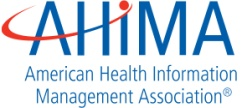 AHiMA
American Health Information
Management Association®